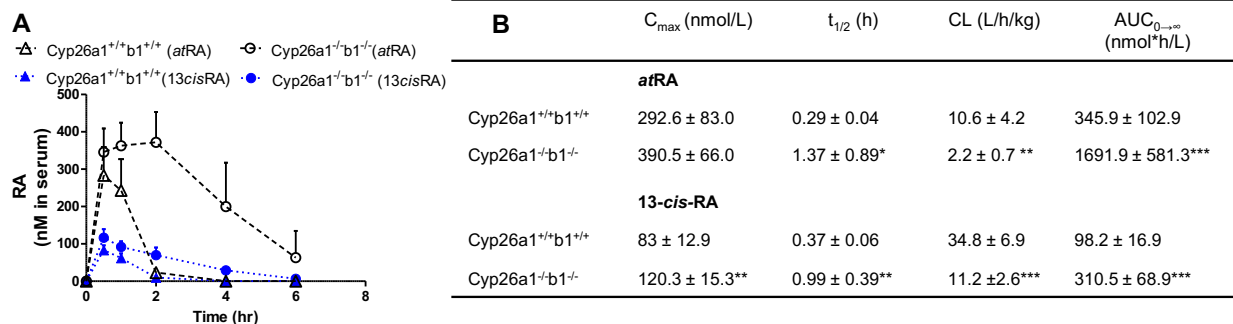 A
Cyp26a1+/+b1+/+ (atRA)
Cyp26a1-/-b1-/-(atRA)
Cyp26a1+/+b1+/+(13cisRA)
Cyp26a1-/-b1-/- (13cisRA)
RA
(nM in serum)
500
400
300
200
100
0
0 2 4 6 8
Time (hr)
B
Cmax (nmol/L) t1/2 (h) CL (L/h/kg) AUC0→∞
(nmol*h/L)
atRA
Cyp26a1+/+b1+/+ 292.6 ± 83.0 0.29 ± 0.04 10.6 ± 4.2 345.9 ± 102.9
Cyp26a1-/-b1-/- 390.5 ± 66.0 1.37 ± 0.89* 2.2 ± 0.7 ** 1691.9 ± 581.3***
13-cis-RA
Cyp26a1+/+b1+/+ 83 ± 12.9 0.37 ± 0.06 34.8 ± 6.9 98.2 ± 16.9
Cyp26a1-/-b1-/- 120.3 ± 15.3** 0.99 ± 0.39** 11.2 ±2.6*** 310.5 ± 68.9***